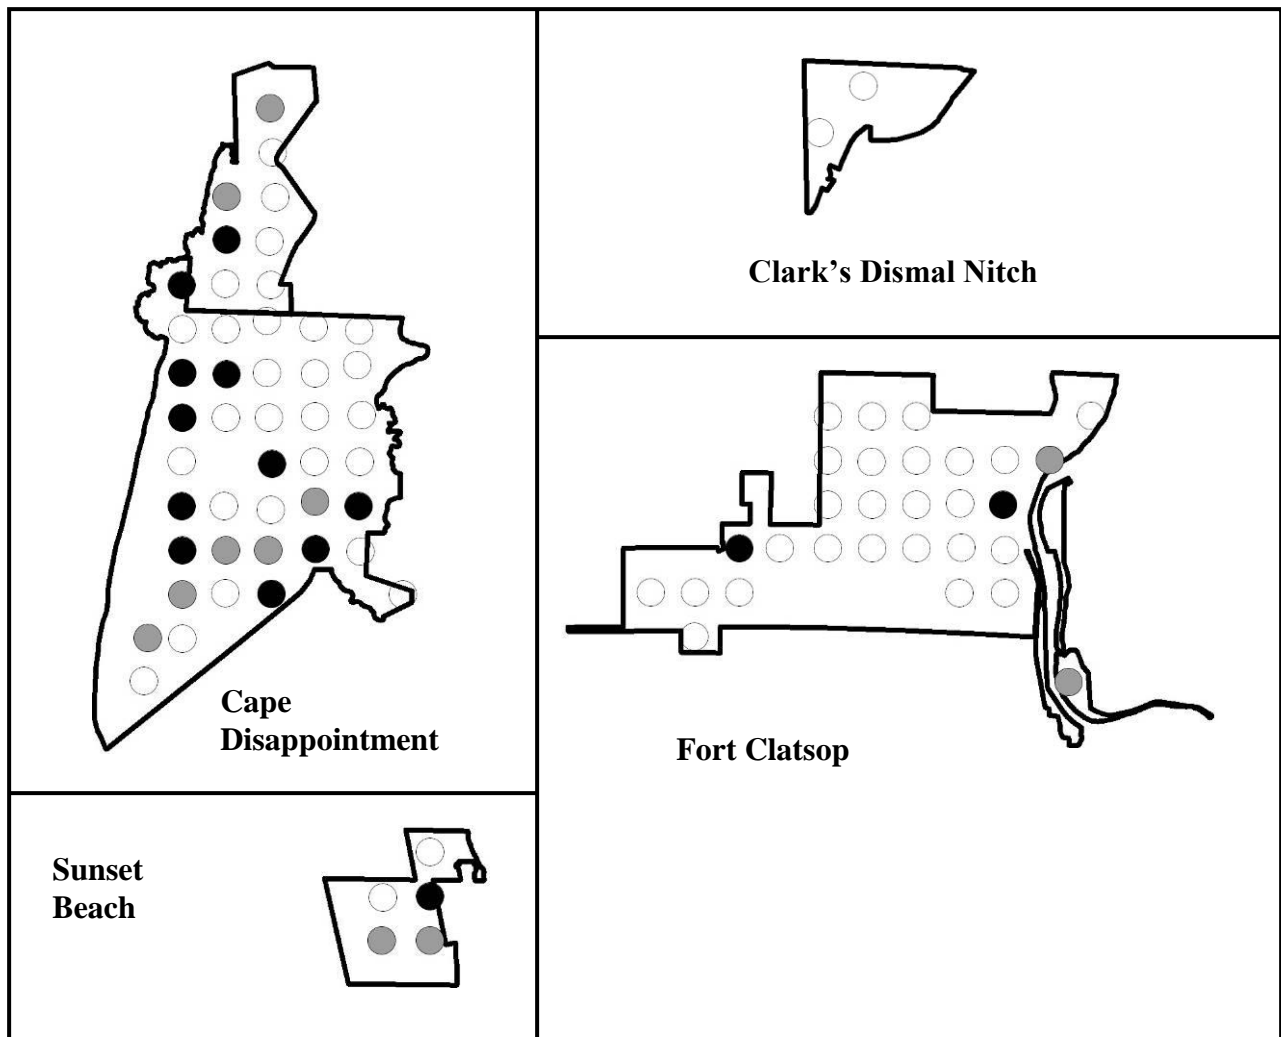 Clark’s Dismal Nitch
Cape
Disappointment
Fort Clatsop
Sunset
Beach